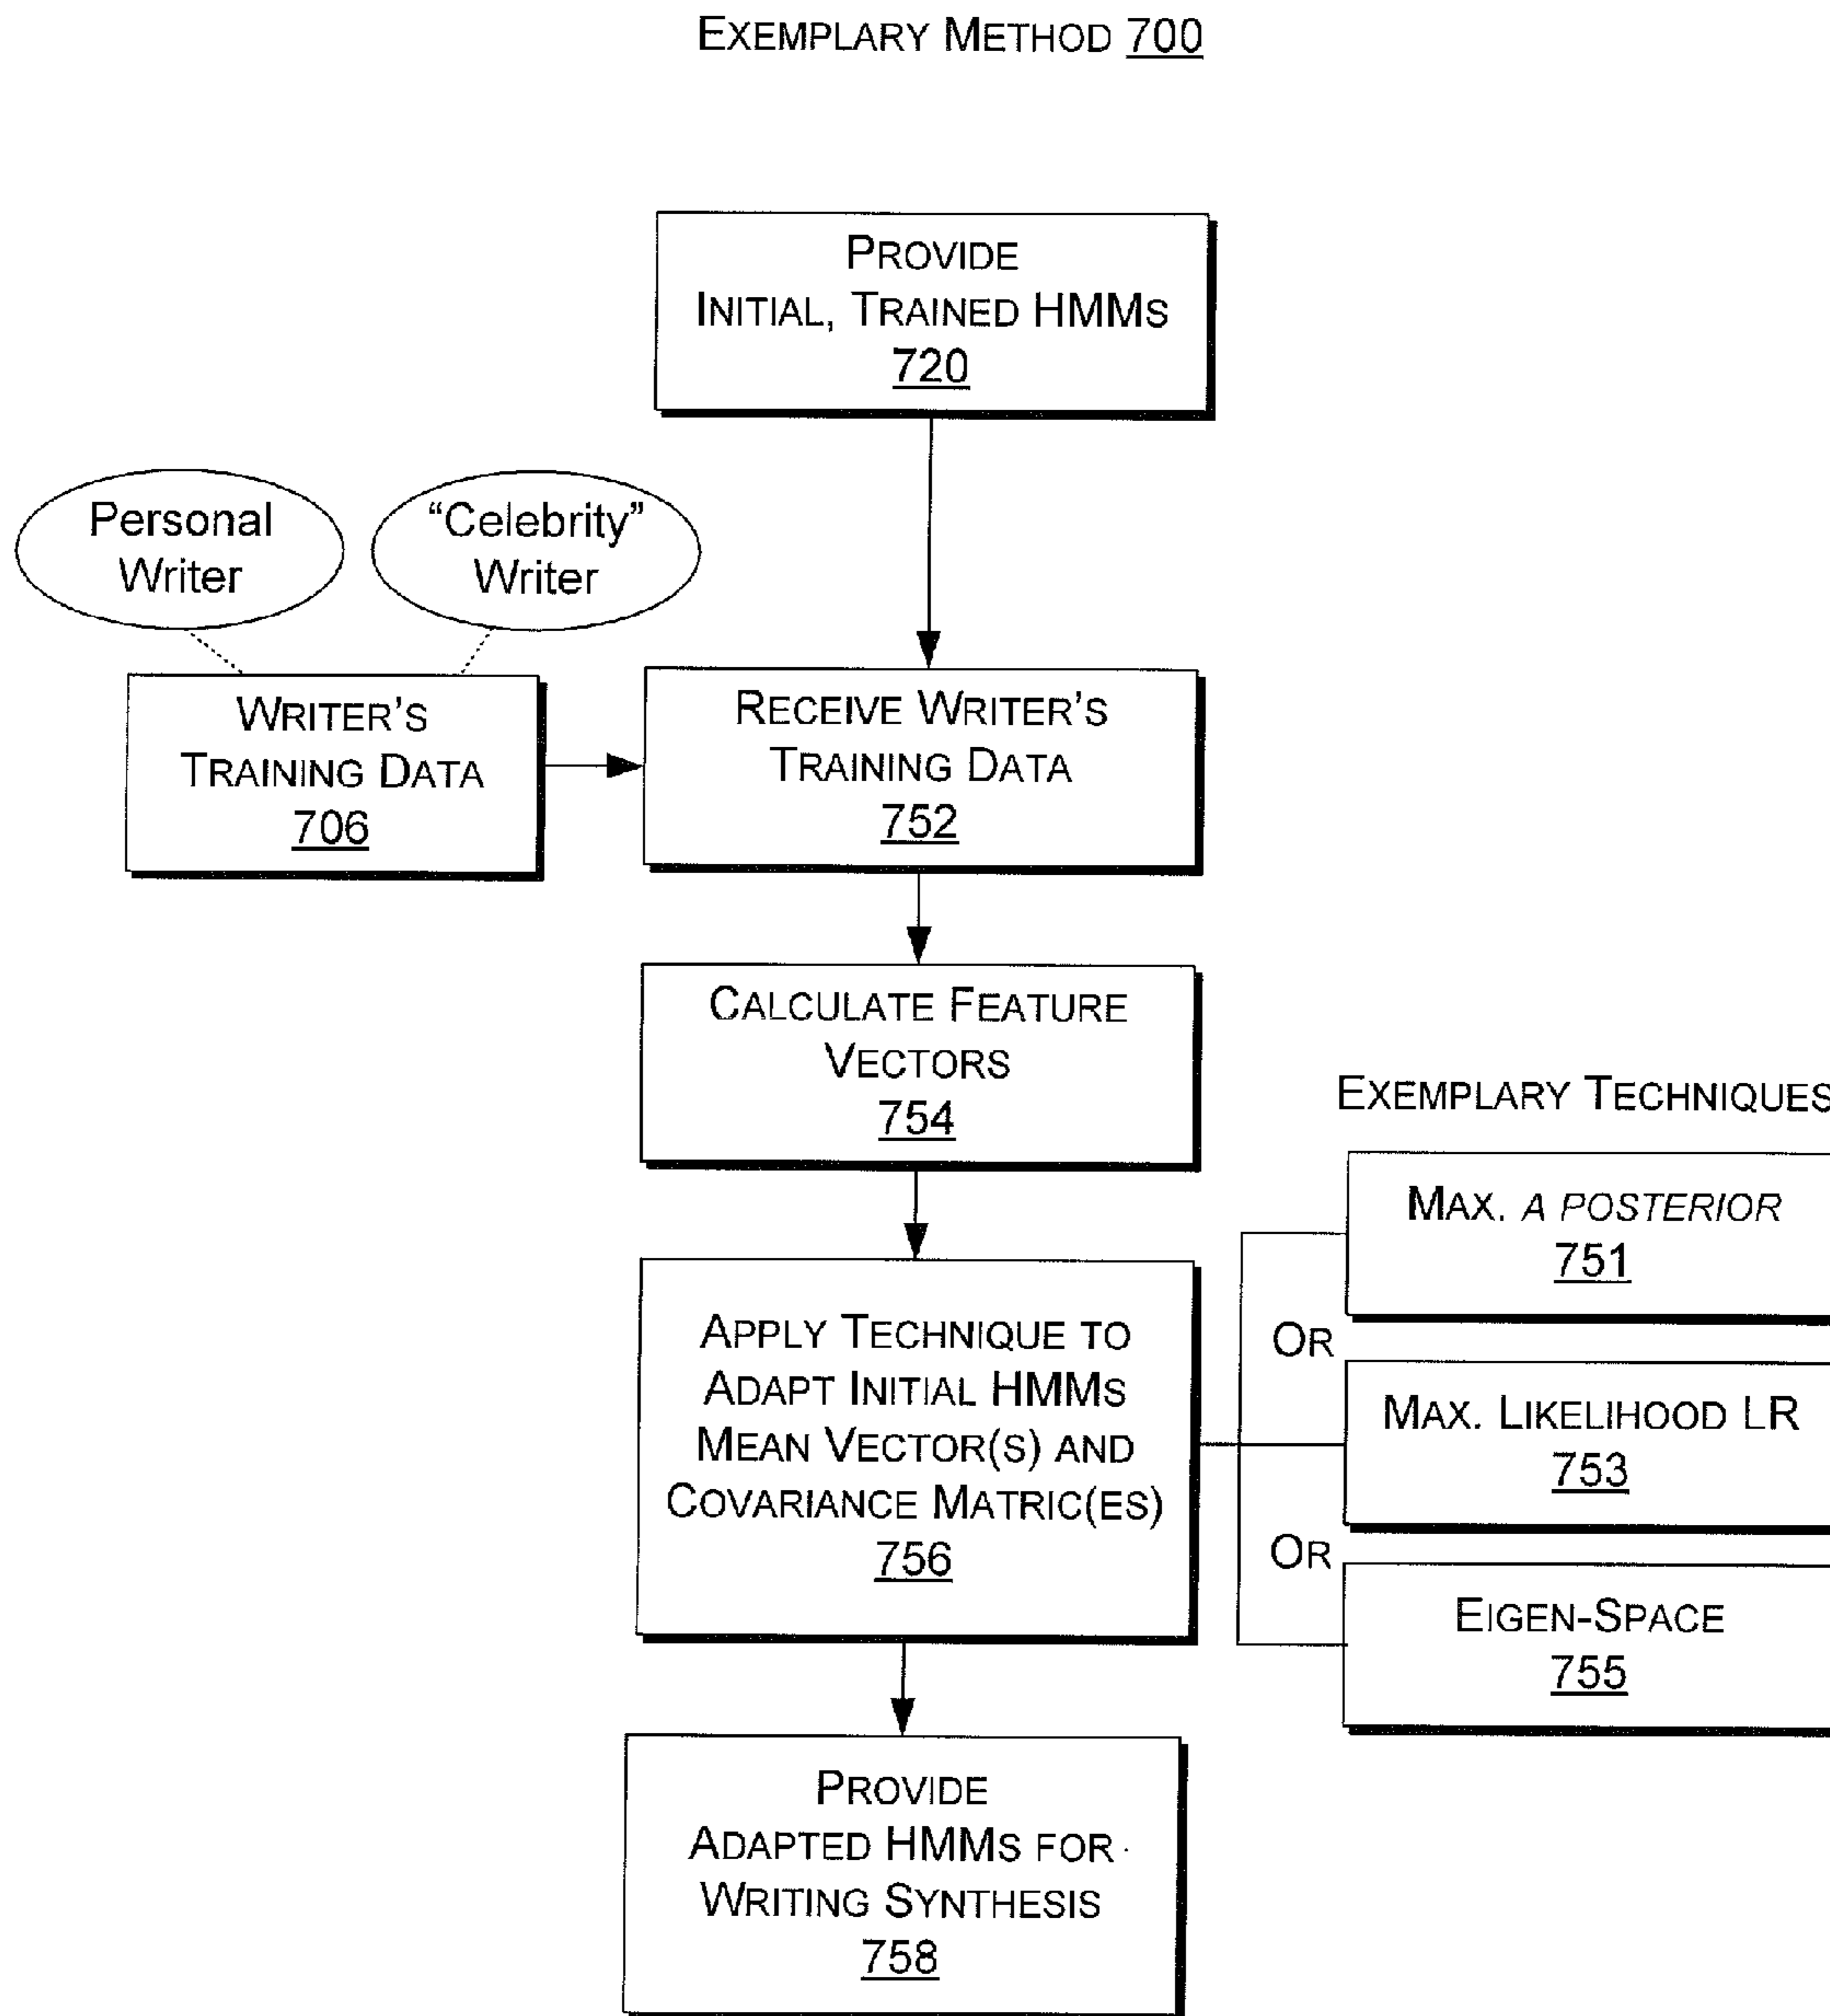 EXEMPLARY METHOD 700
PROVIDE
INITIAL, TRAINED HMMS
720
Personal
Writer
“Celebrity”
Writer
WRITER'S
TRAINING DATA
706
RECEIVE WRITER'S
TRAINING DATA
752
CALCULATE FEATURE
VECTORS
754
EXEMPLARY TECHNIQUES
APPLY TECHNIQUE TO
ADAPT INITIAL HMMS
MEAN VECTOR(S) AND
COVARIANCE MATRIC(ES)
756
MAX. A POSTERIOR
751
OR
MAX. LIKELIHOOD LR
753
OR
EIGEN-SPACE
755
PROVIDE
ADAPTED HMMS FOR
WRITING SYNTHESIS
758